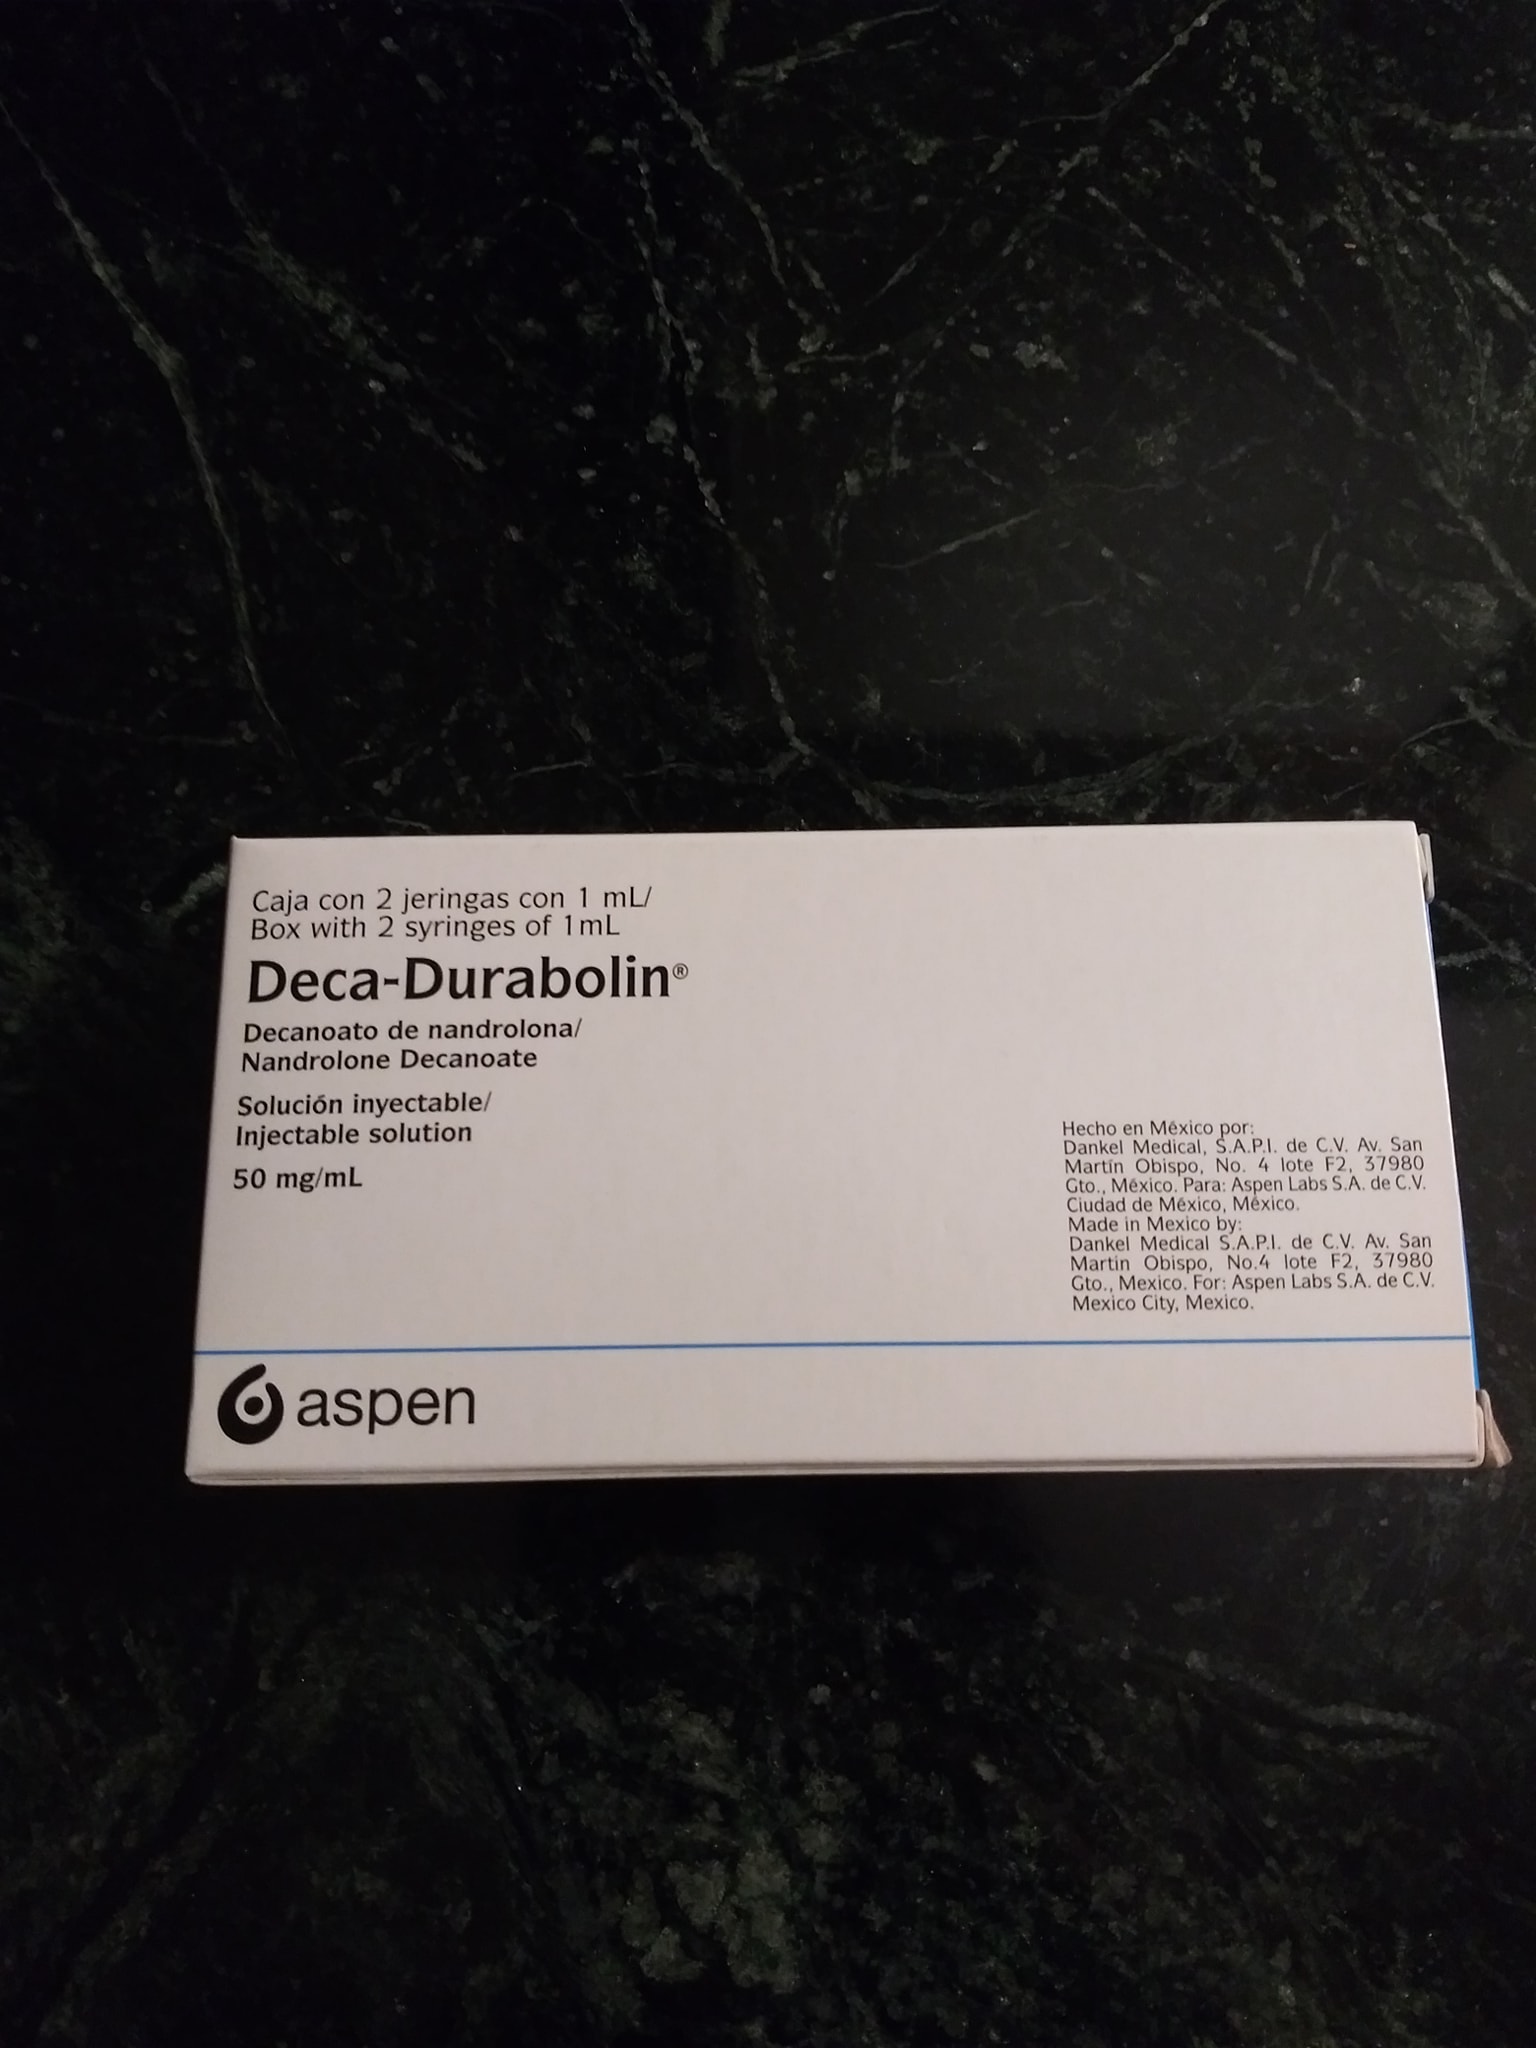 Caja con 2 jeringas con 1 mL/
Box with 2 syringes of 1mL
Deca-Durabolin®
Decanoato de nandrolona/
Nandrolone Decanoate
Solución inyectable/
Injectable solution
50 mg/mL
Hecho en México por:
Dankel Medical, S.A.P.I. de C.V. Av. San
Martín Obispo, No. 4 lote F2, 37980
Gto., México. Para: Aspen Labs S.A. de C.V.
Ciudad de México, México.
Made in Mexico by:
Dankel Medical S.A.P.I. de C.V. Av. San
Martin Obispo, No.4 lote F2, 37980
Gto., Mexico. For: Aspen Labs S.A. de C.V.
Mexico City, Mexico.
aspen